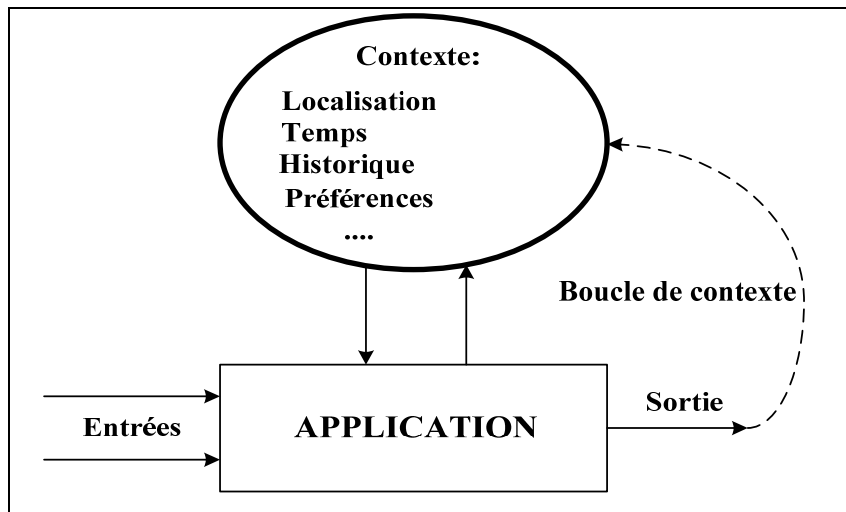 Contexte:
Localisation
Temps
Historique
Préférences
....
Boucle de contexte
Sortie
Entrées
APPLICATION